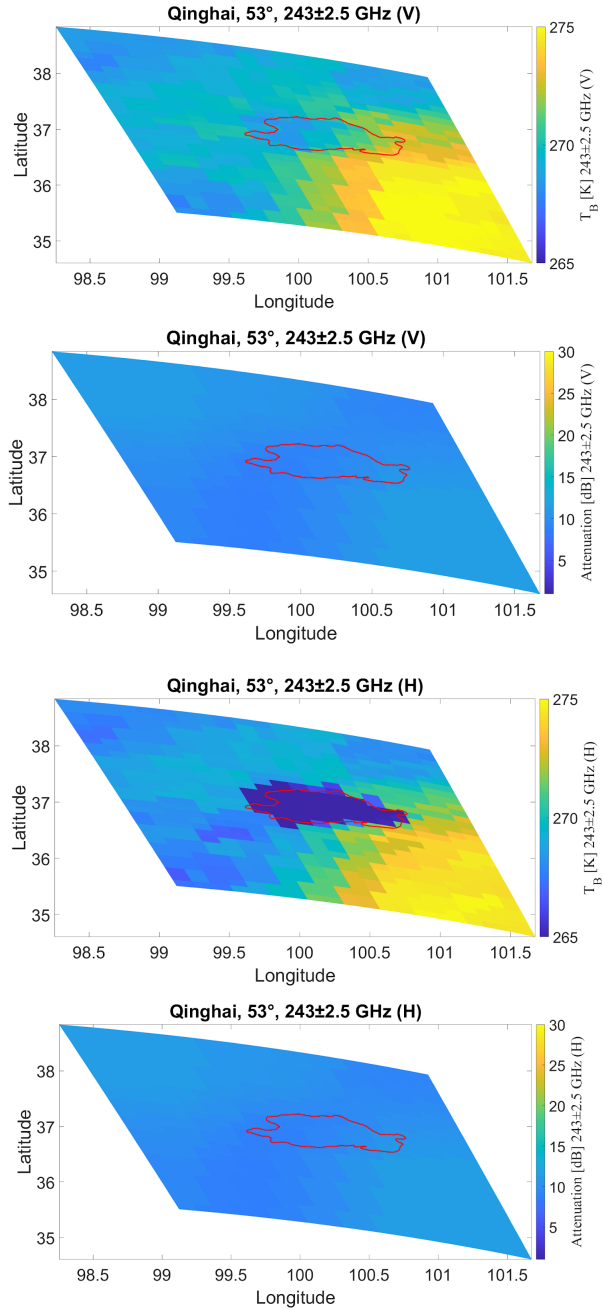 Qinghai, 53°, 243±2.5 GHz (V)
275
38
37
Latitude
270
36
35
265
98.5 99 99.5 100 100.5 101 101.5
Longitude
T_B [K] 243±2.5 GHz (V)
Qinghai, 53°, 243±2.5 GHz (V)
30
38
25
37
20
Latitude
15
36
10
35
5
98.5 99 99.5 100 100.5 101 101.5
Longitude
Attenuation [dB] 243±2.5 GHz (V)
Qinghai, 53°, 243±2.5 GHz (H)
275
38
37
Latitude
270
36
35
265
98.5 99 99.5 100 100.5 101 101.5
Longitude
T_B [K] 243±2.5 GHz (H)
Qinghai, 53°, 243±2.5 GHz (H)
30
38
25
37
20
Latitude
15
36
10
35
5
98.5 99 99.5 100 100.5 101 101.5
Longitude
Attenuation [dB] 243±2.5 GHz (H)